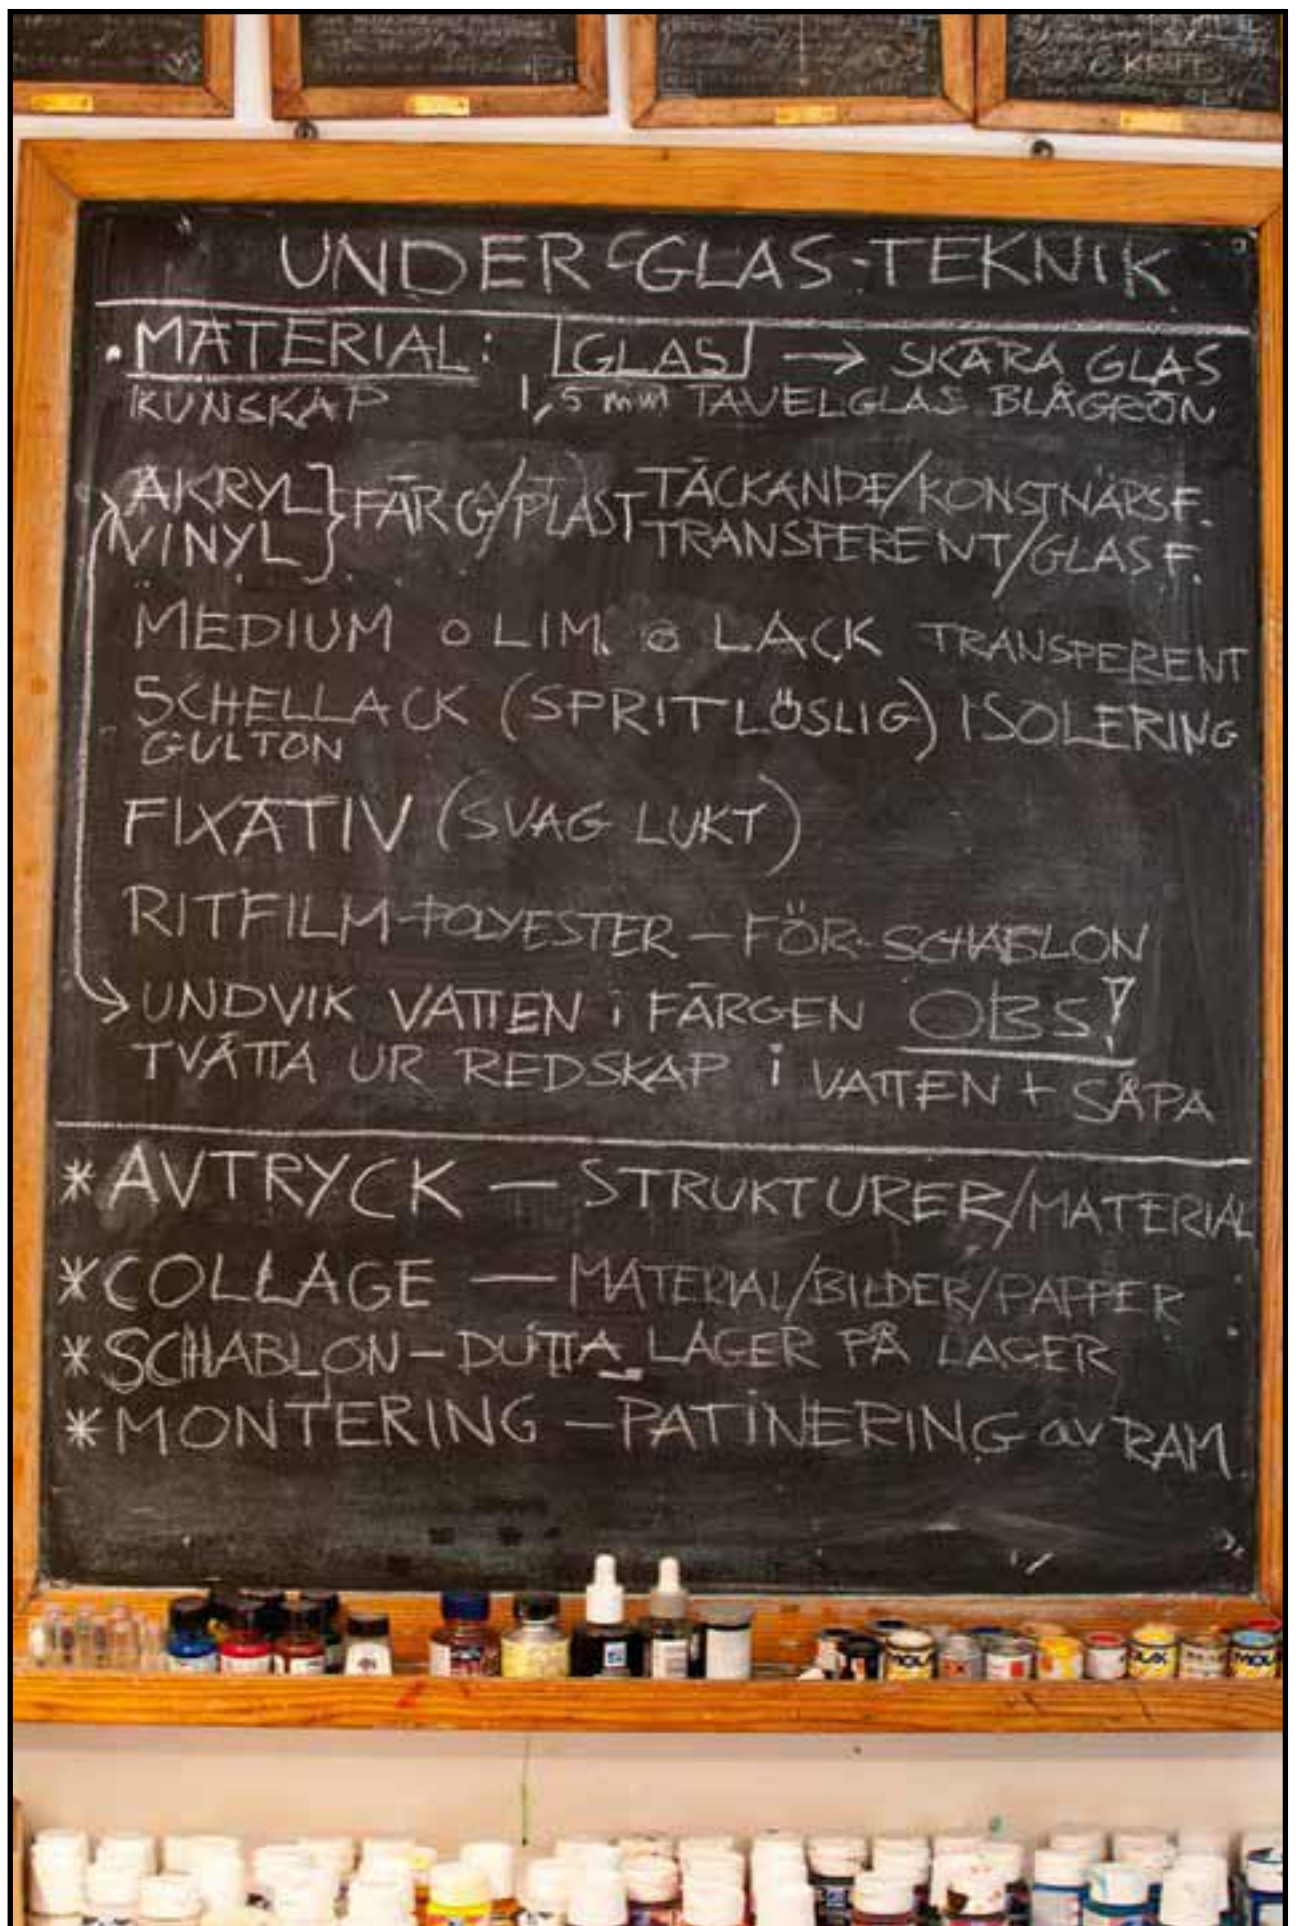 UNDER-GLAS-TEKNIK
. MATERIAL: GLAS → SKÄRA GLAS
KUNSKAP 1,5 mm TAVELGLAS BLÅGRÖN
AKRYL } FÄRG/PLAST TÄCKANDE/KONSTNÄRSF.
VINYL TRANSPERENT/GLASF.
MEDIUM o LIM. o LACK TRANSPERENT
SCHELLACK (SPRITLÖSLIG) ISOLERING
GULTON
FIXATIV (SVAG LUKT)
RITFILM-POLYESTER – FÖR SCHABLON
→ UNDVIK VATTEN i FÄRGEN OBS!
TVÄTTA UR REDSKAP i VATTEN + SÅPA
* AVTRYCK — STRUKTURER/MATERIAL
* COLLAGE — MATERIAL/BILDER/PAPPER
* SCHABLON – DUTTA LAGER PÅ LAGER
* MONTERING – PATINERING av RAM